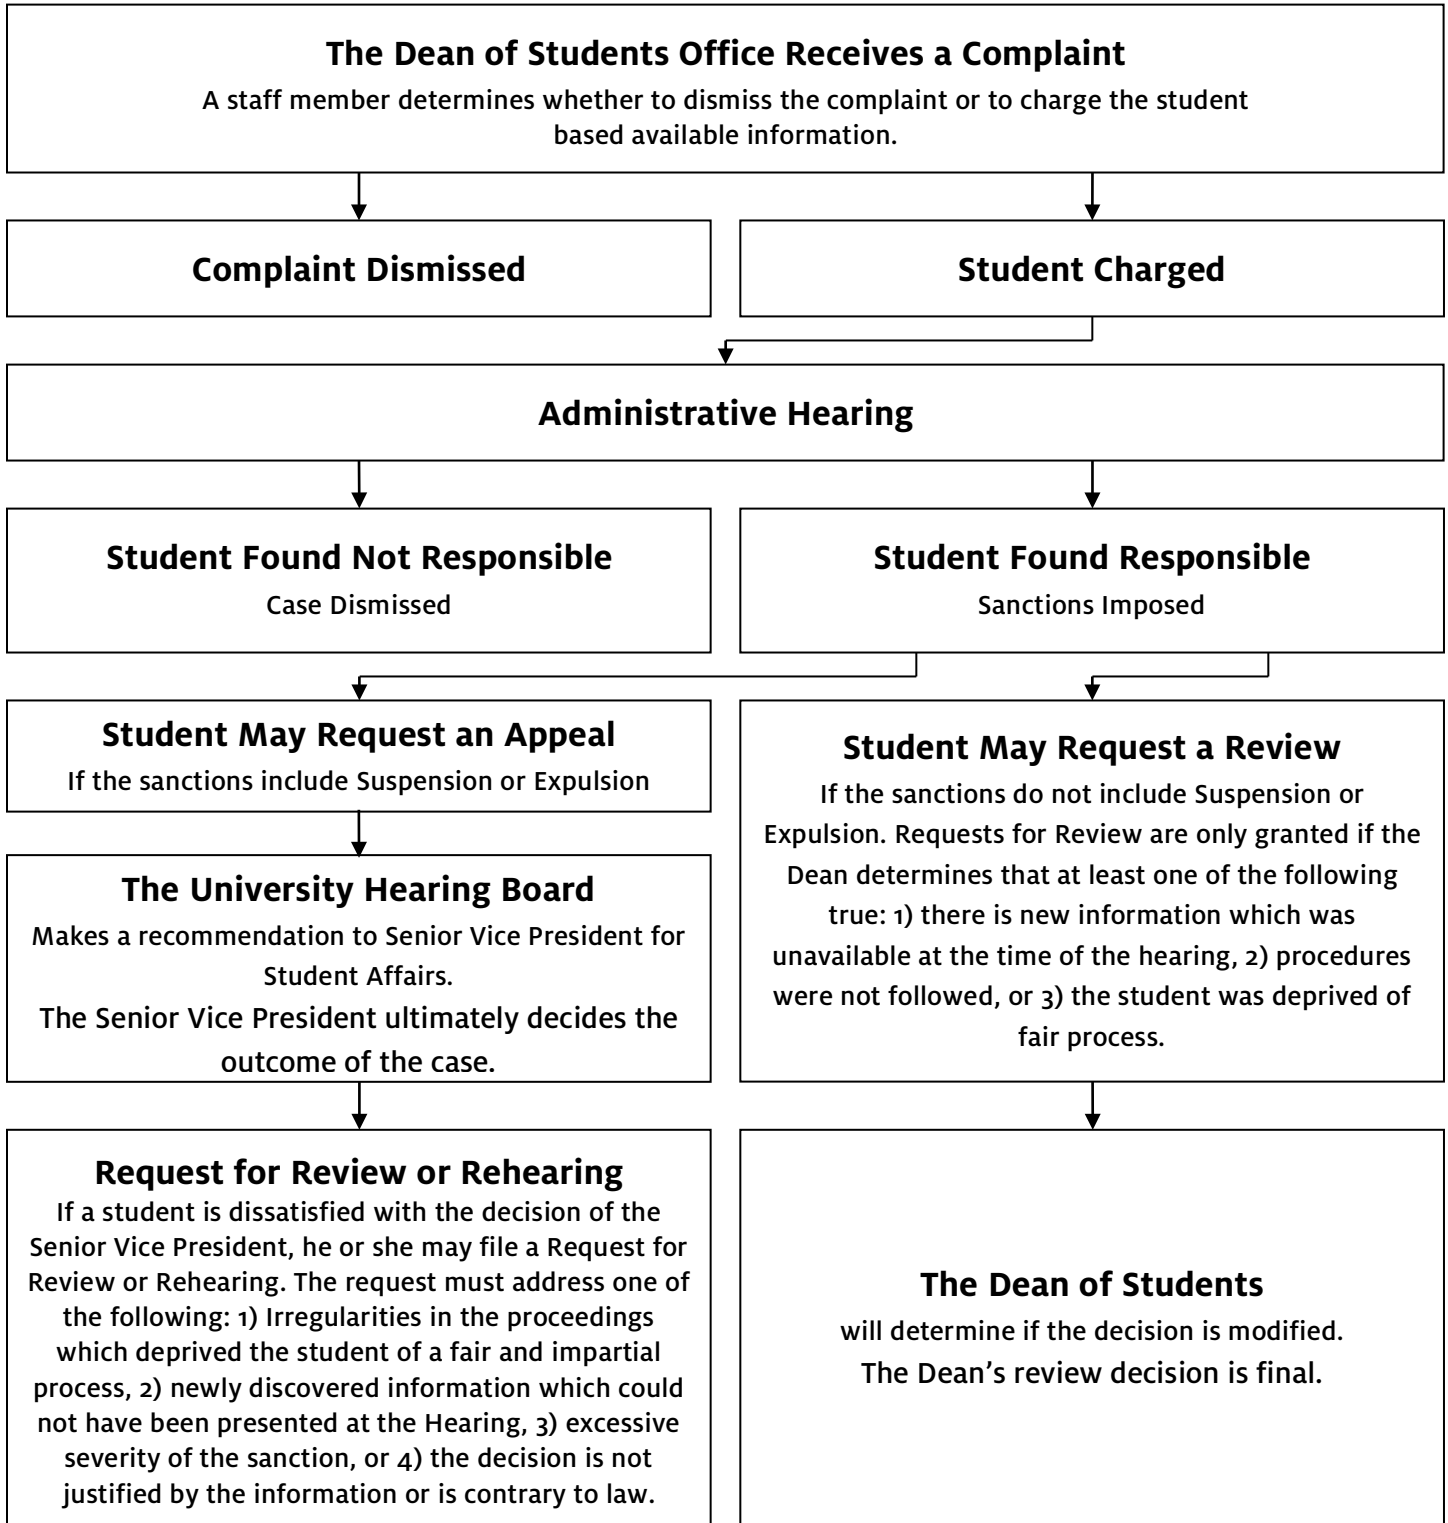 The Dean of Students Office Receives a Complaint
A staff member determines whether to dismiss the complaint or to charge the student
based available information.
Complaint Dismissed
Student Charged
Administrative Hearing
Student Found Not Responsible
Case Dismissed
Student Found Responsible
Sanctions Imposed
Student May Request an Appeal
If the sanctions include Suspension or Expulsion
Student May Request a Review
If the sanctions do not include Suspension or
Expulsion. Requests for Review are only granted if the
Dean determines that at least one of the following
true: 1) there is new information which was
unavailable at the time of the hearing, 2) procedures
were not followed, or 3) the student was deprived of
fair process.
The University Hearing Board
Makes a recommendation to Senior Vice President for
Student Affairs.
The Senior Vice President ultimately decides the
outcome of the case.
Request for Review or Rehearing
If a student is dissatisfied with the decision of the
Senior Vice President, he or she may file a Request for
Review or Rehearing. The request must address one of
the following: 1) Irregularities in the proceedings
which deprived the student of a fair and impartial
process, 2) newly discovered information which could
not have been presented at the Hearing, 3) excessive
severity of the sanction, or 4) the decision is not
justified by the information or is contrary to law.
The Dean of Students
will determine if the decision is modified.
The Dean’s review decision is final.